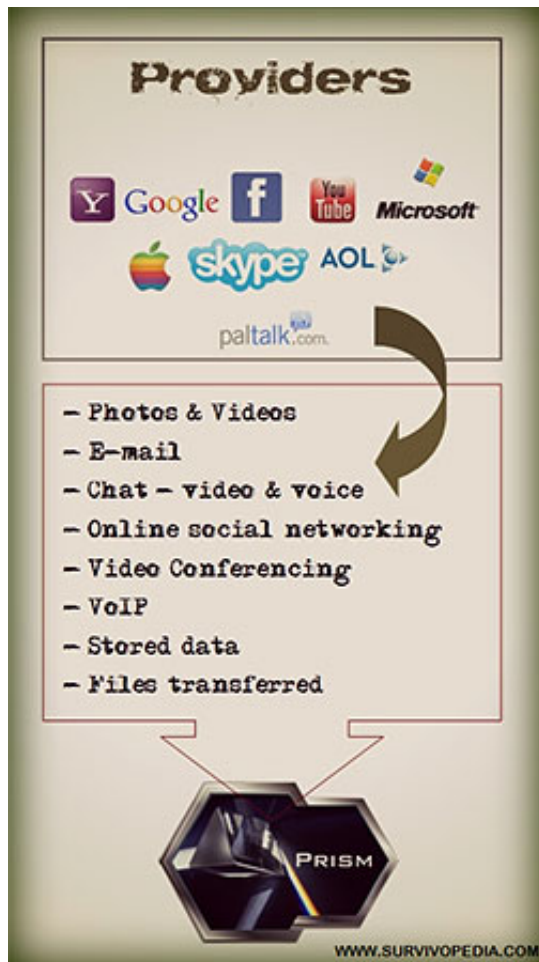 Providers
Y Google f You Tube Microsoft
skype AOL
paltalk.com
- Photos & Videos
- E-mail
- Chat - video & voice
- Online social networking
- Video Conferencing
- VoIP
- Stored data
- Files transferred
PRISM
WWW.SURVIVOPEDIA.COM